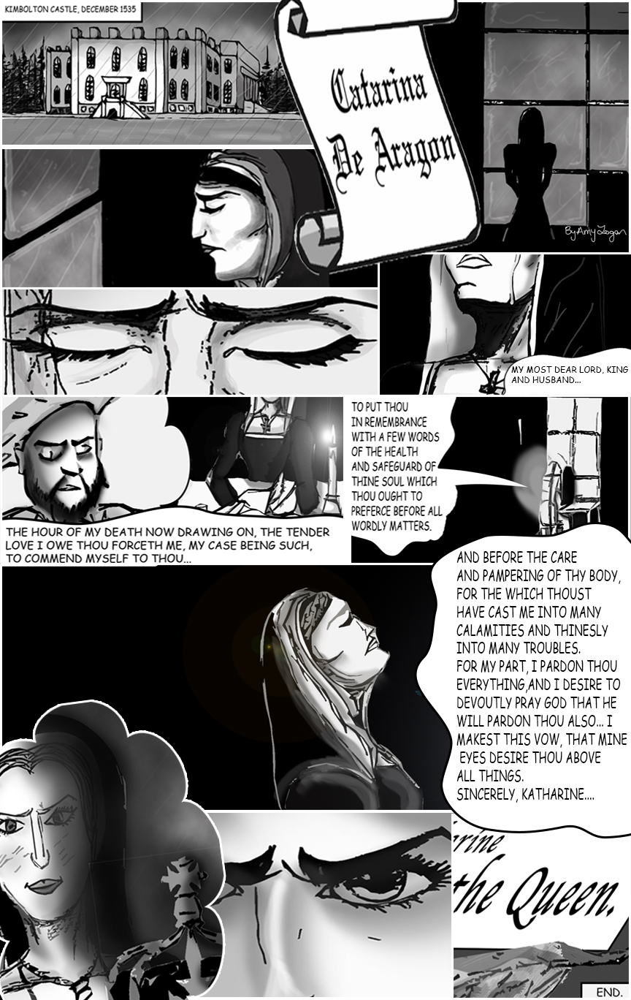 KIMBOLTON CASTLE, DECEMBER 1535
Catarina
De Aragon
By Amy Logan
MY MOST DEAR LORD, KING
AND HUSBAND...
THE HOUR OF MY DEATH NOW DRAWING ON, THE TENDER
LOVE I OWE THOU FORCETH ME, MY CASE BEING SUCH,
TO COMMEND MYSELF TO THOU...
TO PUT THOU
IN REMEMBRANCE
WITH A FEW WORDS
OF THE HEALTH
AND SAFEGUARD OF
THINE SOUL WHICH
THOU OUGHT TO
PREFERCE BEFORE ALL
WORDLY MATTERS.
AND BEFORE THE CARE
AND PAMPERING OF THY BODY,
FOR THE WHICH THOUST
HAVE CAST ME INTO MANY
CALAMITIES AND THINESLY
INTO MANY TROUBLES.
FOR MY PART, I PARDON THOU
EVERYTHING,AND I DESIRE TO
DEVOUTLY PRAY GOD THAT HE
WILL PARDON THOU ALSO... I
MAKEST THIS VOW, THAT MINE
EYES DESIRE THOU ABOVE
ALL THINGS.
SINCERELY, KATHARINE....
rine
the Queen.
END.